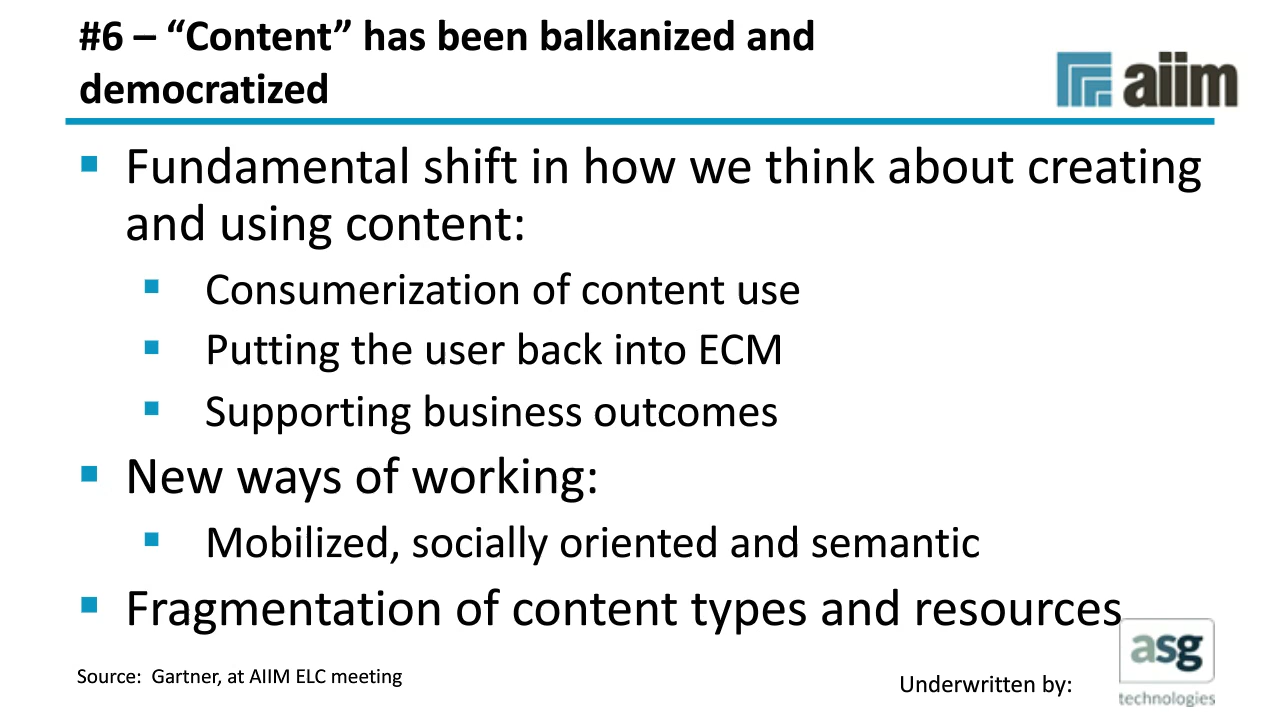 #6 – “Content” has been balkanized and
democratized
aiim
▪ Fundamental shift in how we think about creating
and using content:
▪ Consumerization of content use
▪ Putting the user back into ECM
▪ Supporting business outcomes
▪ New ways of working:
▪ Mobilized, socially oriented and semantic
▪ Fragmentation of content types and resources
Source: Gartner, at AIIM ELC meeting
Underwritten by:
asg
technologies